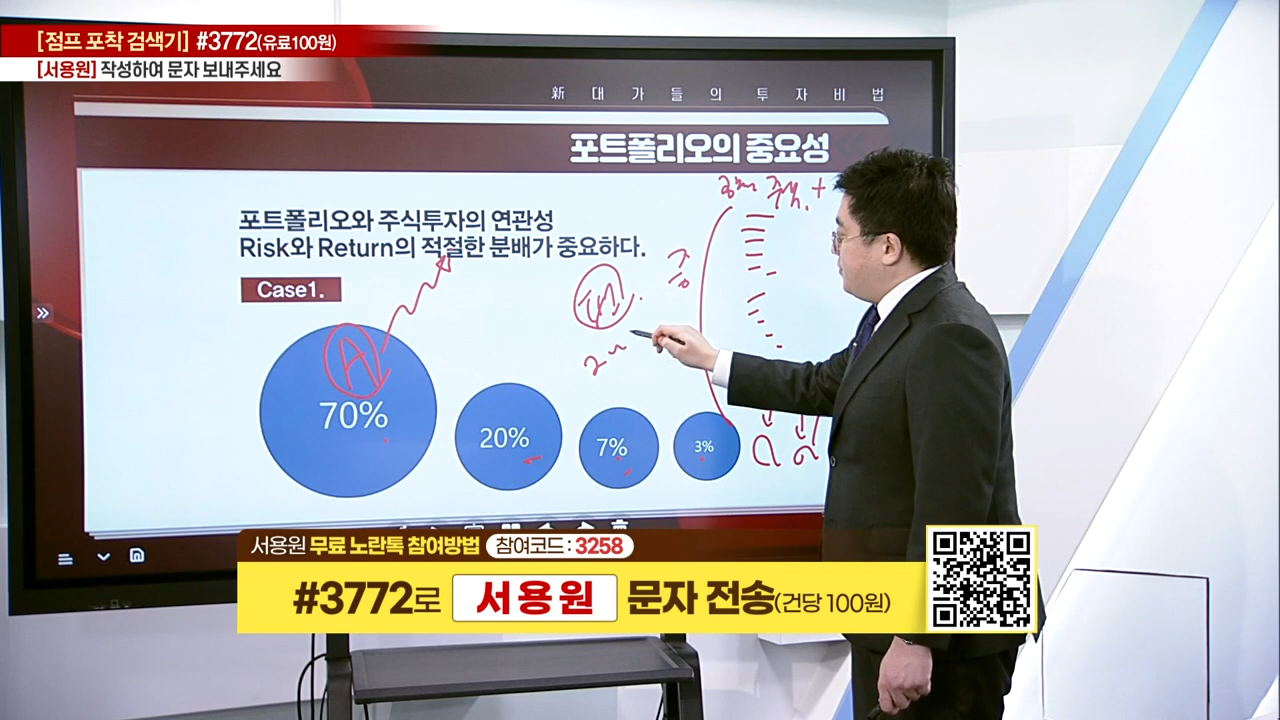 [점프 포착 검색기] #3772(유료100원)
[서용원] 작성하여 문자 보내주세요
新 대 가 들 의 투 자 비 법
포트폴리오의 중요성
포트폴리오와 주식투자의 연관성
Risk와 Return의 적절한 분배가 중요하다.
Case1.
A
70%
20%
7%
3%
서용원 무료 노란톡 참여방법 참여코드 : 3258
#3772로 서용원 문자 전송(건당 100원)